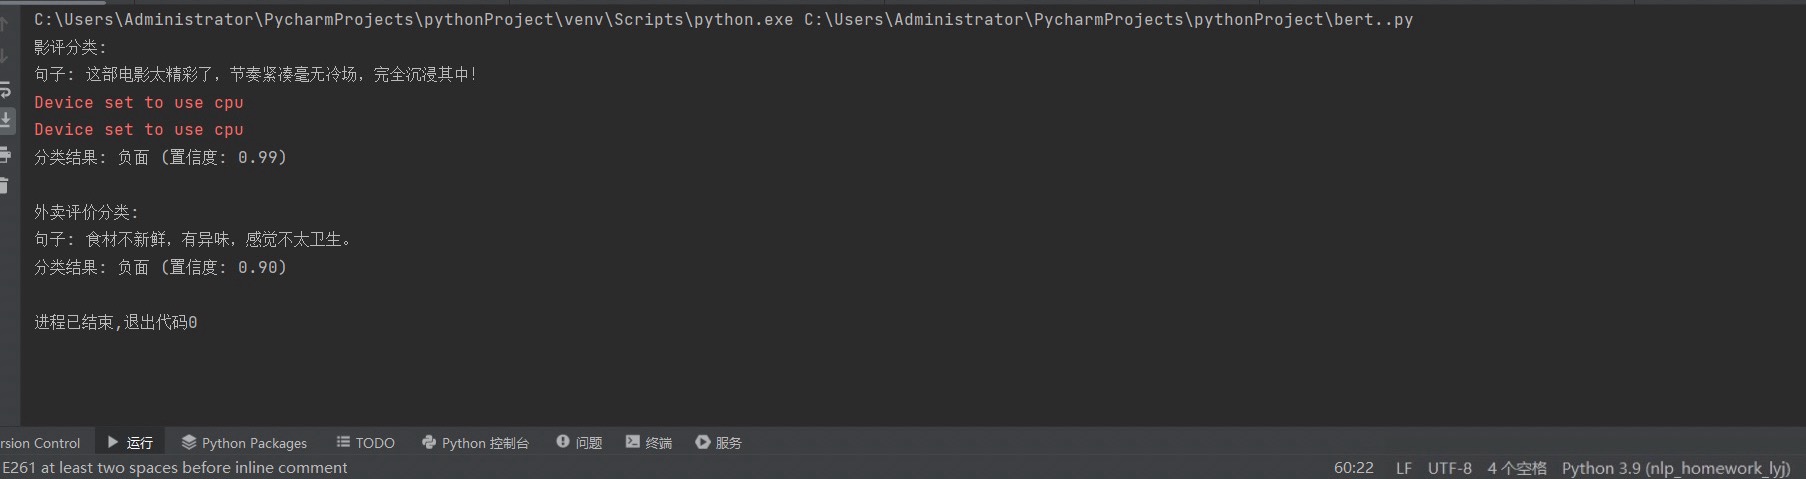 C:\Users\Administrator\PycharmProjects\pythonProject\venv\Scripts\python.exe C:\Users\Administrator\PycharmProjects\pythonProject\bert..py
影评分类:
句子: 这部电影太精彩了，节奏紧凑毫无冷场，完全沉浸其中！
Device set to use cpu
Device set to use cpu
分类结果: 负面 (置信度: 0.99)
外卖评价分类:
句子: 食材不新鲜，有异味，感觉不太卫生。
分类结果: 负面 (置信度: 0.90)
进程已结束,退出代码0
rsion Control 运行 Python Packages TODO Python 控制台 问题 终端 服务
E261 at least two spaces before inline comment 60:22 LF UTF-8 4 个空格 Python 3.9 (nlp_homework_lyj)